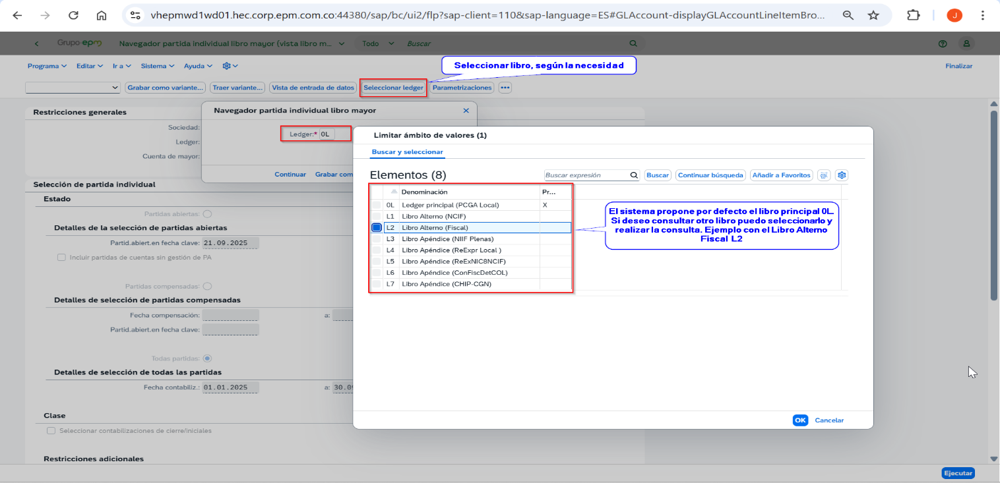 vhepmwd1wd01.hec.corp.epm.com.co:44380/sap/bc/ui2/flp?sap-client=110&sap-language=ES#GLAccount-displayGLAccountLineItemBro...
J
Grupo·epm Navegador partida individual libro mayor (vista libro m... Todo Buscar
Programa Editar Ir a Sistema Ayuda
Seleccionar libro, según la necesidad
Finalizar
Grabar como variante... Traer variante... Vista de entrada de datos Seleccionar ledger Parametrizaciones
Restricciones generales
Sociedad:
Ledger:
Cuenta de mayor:
Navegador partida individual libro mayor
Ledger:* 0L
Continuar Grabar com
Limitar ámbito de valores (1)
Buscar y seleccionar
Elementos (8)
Buscar expresión Buscar Continuar búsqueda Añadir a Favoritos
Denominación Pr...
0L Ledger principal (PCGA Local) X
L1 Libro Alterno (NCIF)
L2 Libro Alterno (Fiscal)
L3 Libro Apéndice (NIIF Plenas)
L4 Libro Apéndice (ReExpr Local )
L5 Libro Apéndice (ReExNIC8NCIF)
L6 Libro Apéndice (ConFiscDetCOL)
L7 Libro Apéndice (CHIP-CGN)
El sistema propone por defecto el libro principal 0L.
Si deseo consultar otro libro puedo seleccionarlo y
realizar la consulta. Ejemplo con el Libro Alterno
Fiscal L2
OK Cancelar
Selección de partida individual
Estado
Partidas abiertas:
Detalles de la selección de partidas abiertas
Partid.abiert.en fecha clave: 21.09.2025
Incluir partidas de cuentas sin gestión de PA
Partidas compensadas:
Detalles de selección de partidas compensadas
Fecha compensación: a:
Partid.abiert.en fecha clave:
Todas partidas:
Detalles de selección de todas las partidas
Fecha contabiliz.: 01.01.2025 a: 30.09
Clase
Seleccionar contabilizaciones de cierre/iniciales
Restricciones adicionales
Ejecutar